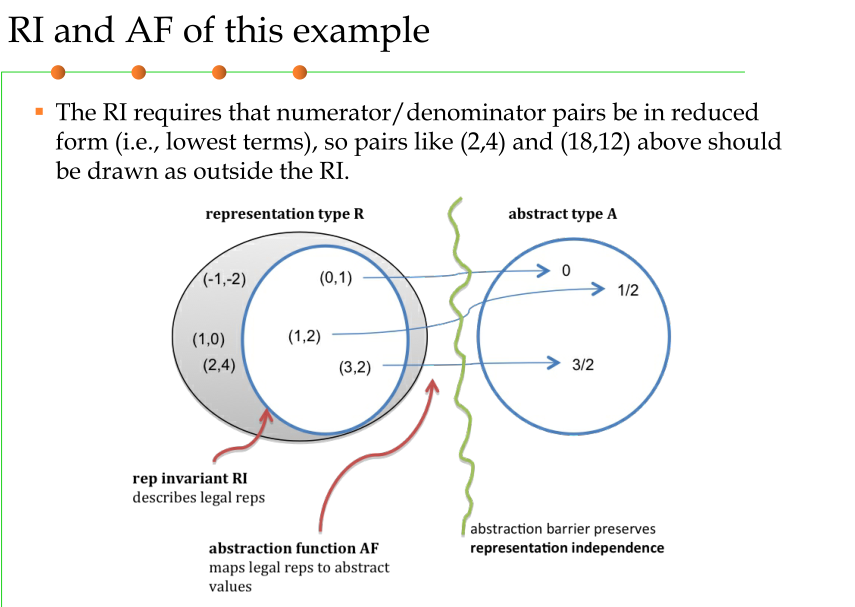 RI and AF of this example
The RI requires that numerator/denominator pairs be in reduced
form (i.e., lowest terms), so pairs like (2,4) and (18,12) above should
be drawn as outside the RI.
representation type R
abstract type A
(-1,-2)
(0,1)
0
1/2
(1,0)
(1,2)
(2,4)
(3,2)
3/2
rep invariant RI
describes legal reps
abstraction function AF
maps legal reps to abstract
values
abstraction barrier preserves
representation independence